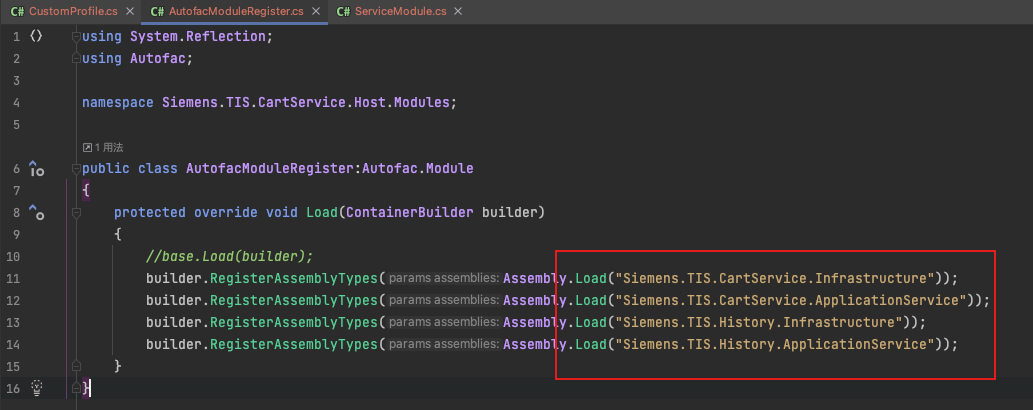 C# CustomProfile.cs × C# AutofacModuleRegister.cs × C# ServiceModule.cs ×
1 using System.Reflection;
2 using Autofac;
3
4 namespace Siemens.TIS.CartService.Host.Modules;
5
1 用法
6 public class AutofacModuleRegister:Autofac.Module
7 {
8 protected override void Load(ContainerBuilder builder)
9 {
10 //base.Load(builder);
11 builder.RegisterAssemblyTypes( params assemblies: Assembly.Load("Siemens.TIS.CartService.Infrastructure"));
12 builder.RegisterAssemblyTypes( params assemblies: Assembly.Load("Siemens.TIS.CartService.ApplicationService"));
13 builder.RegisterAssemblyTypes( params assemblies: Assembly.Load("Siemens.TIS.History.Infrastructure"));
14 builder.RegisterAssemblyTypes( params assemblies: Assembly.Load("Siemens.TIS.History.ApplicationService"));
15 }
16 }